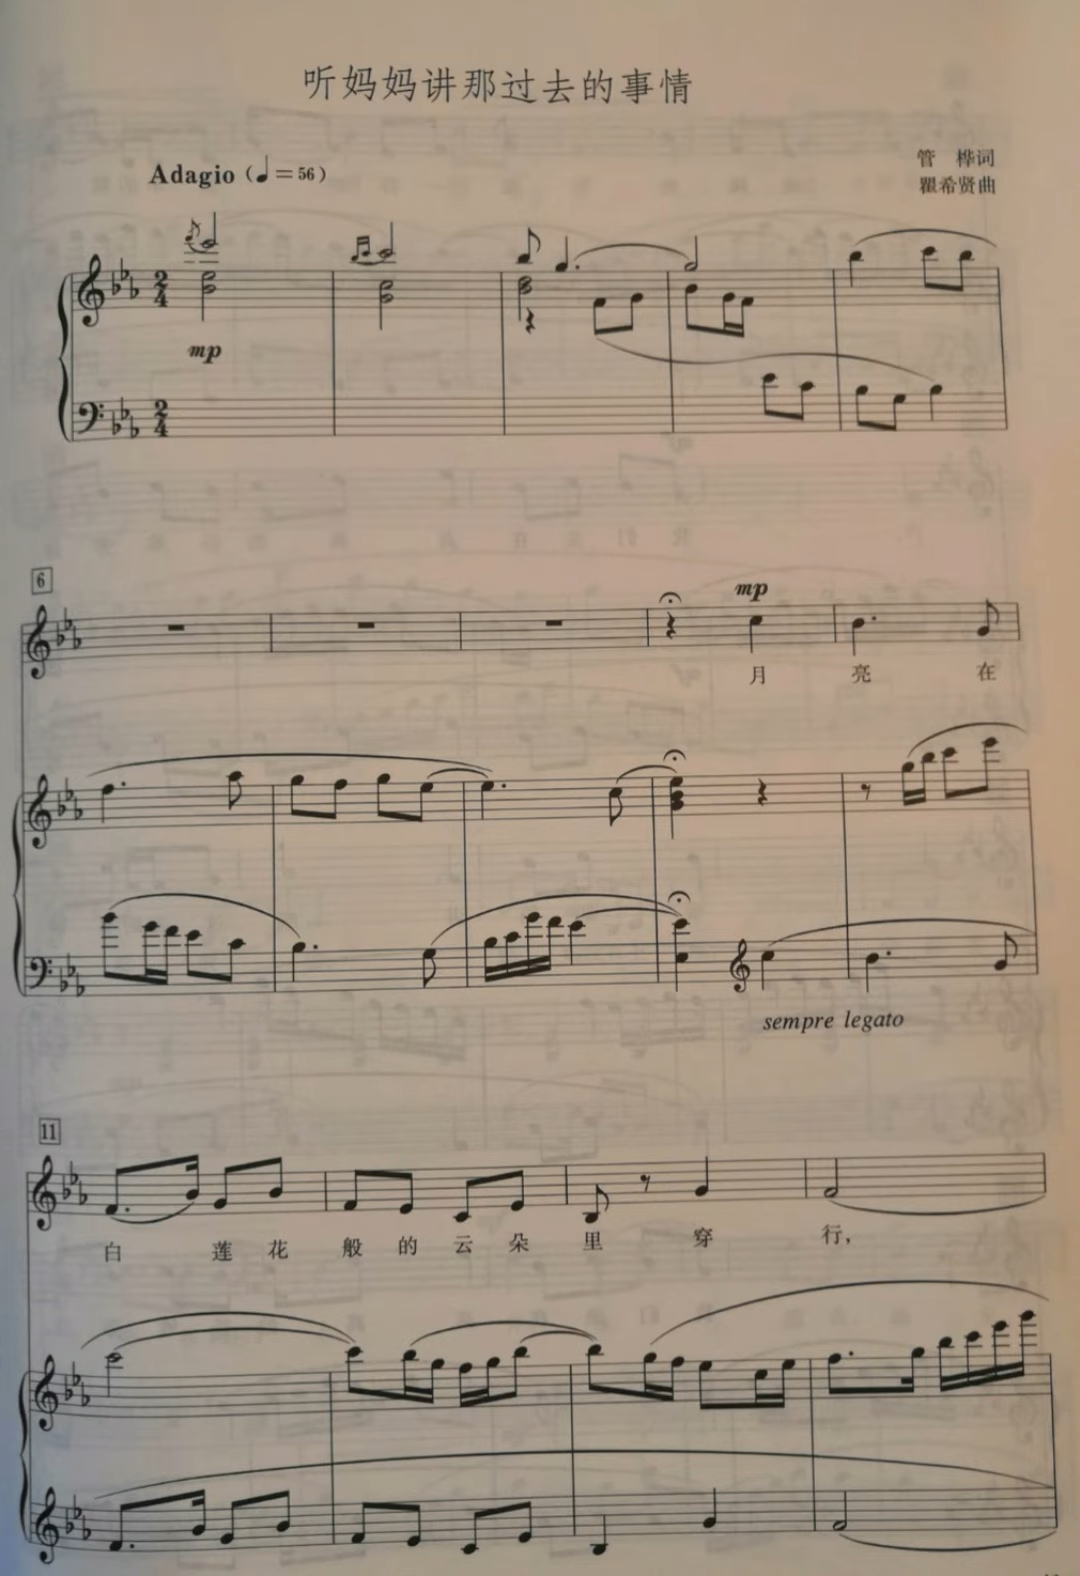 听妈妈讲那过去的事情
Adagio (♩=56)
管 桦词
瞿希贤曲
mp
6
mp
月 亮 在
sempre legato
11
白 莲 花 般 的 云 朵 里 穿 行,